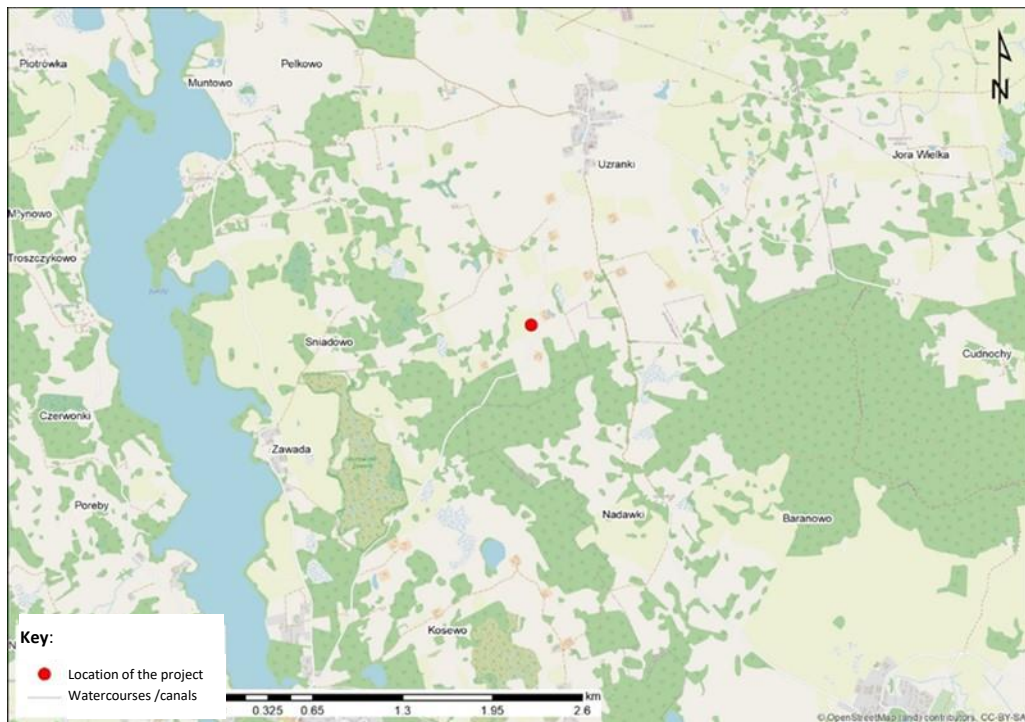 Piotrówka
Muntowo
Pelkowo
N
Uzranki
Jora Wielka
Młynowo
Troszczykowo
Sniadowo
Cudnochy
Czerwonki
Zawada
Poreby
Nadawki
Baranowo
Kosewo
Key:
Location of the project
Watercourses /canals
km
0.325 0.65 1.3 1.95 2.6
© OpenStreetMap (and) contributors, CC-BY-SA